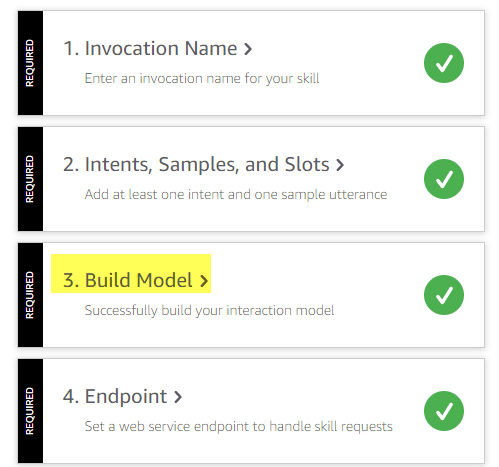 REQUIRED
1. Invocation Name >
Enter an invocation name for your skill
REQUIRED
2. Intents, Samples, and Slots >
Add at least one intent and one sample utterance
REQUIRED
3. Build Model >
Successfully build your interaction model
REQUIRED
4. Endpoint >
Set a web service endpoint to handle skill requests